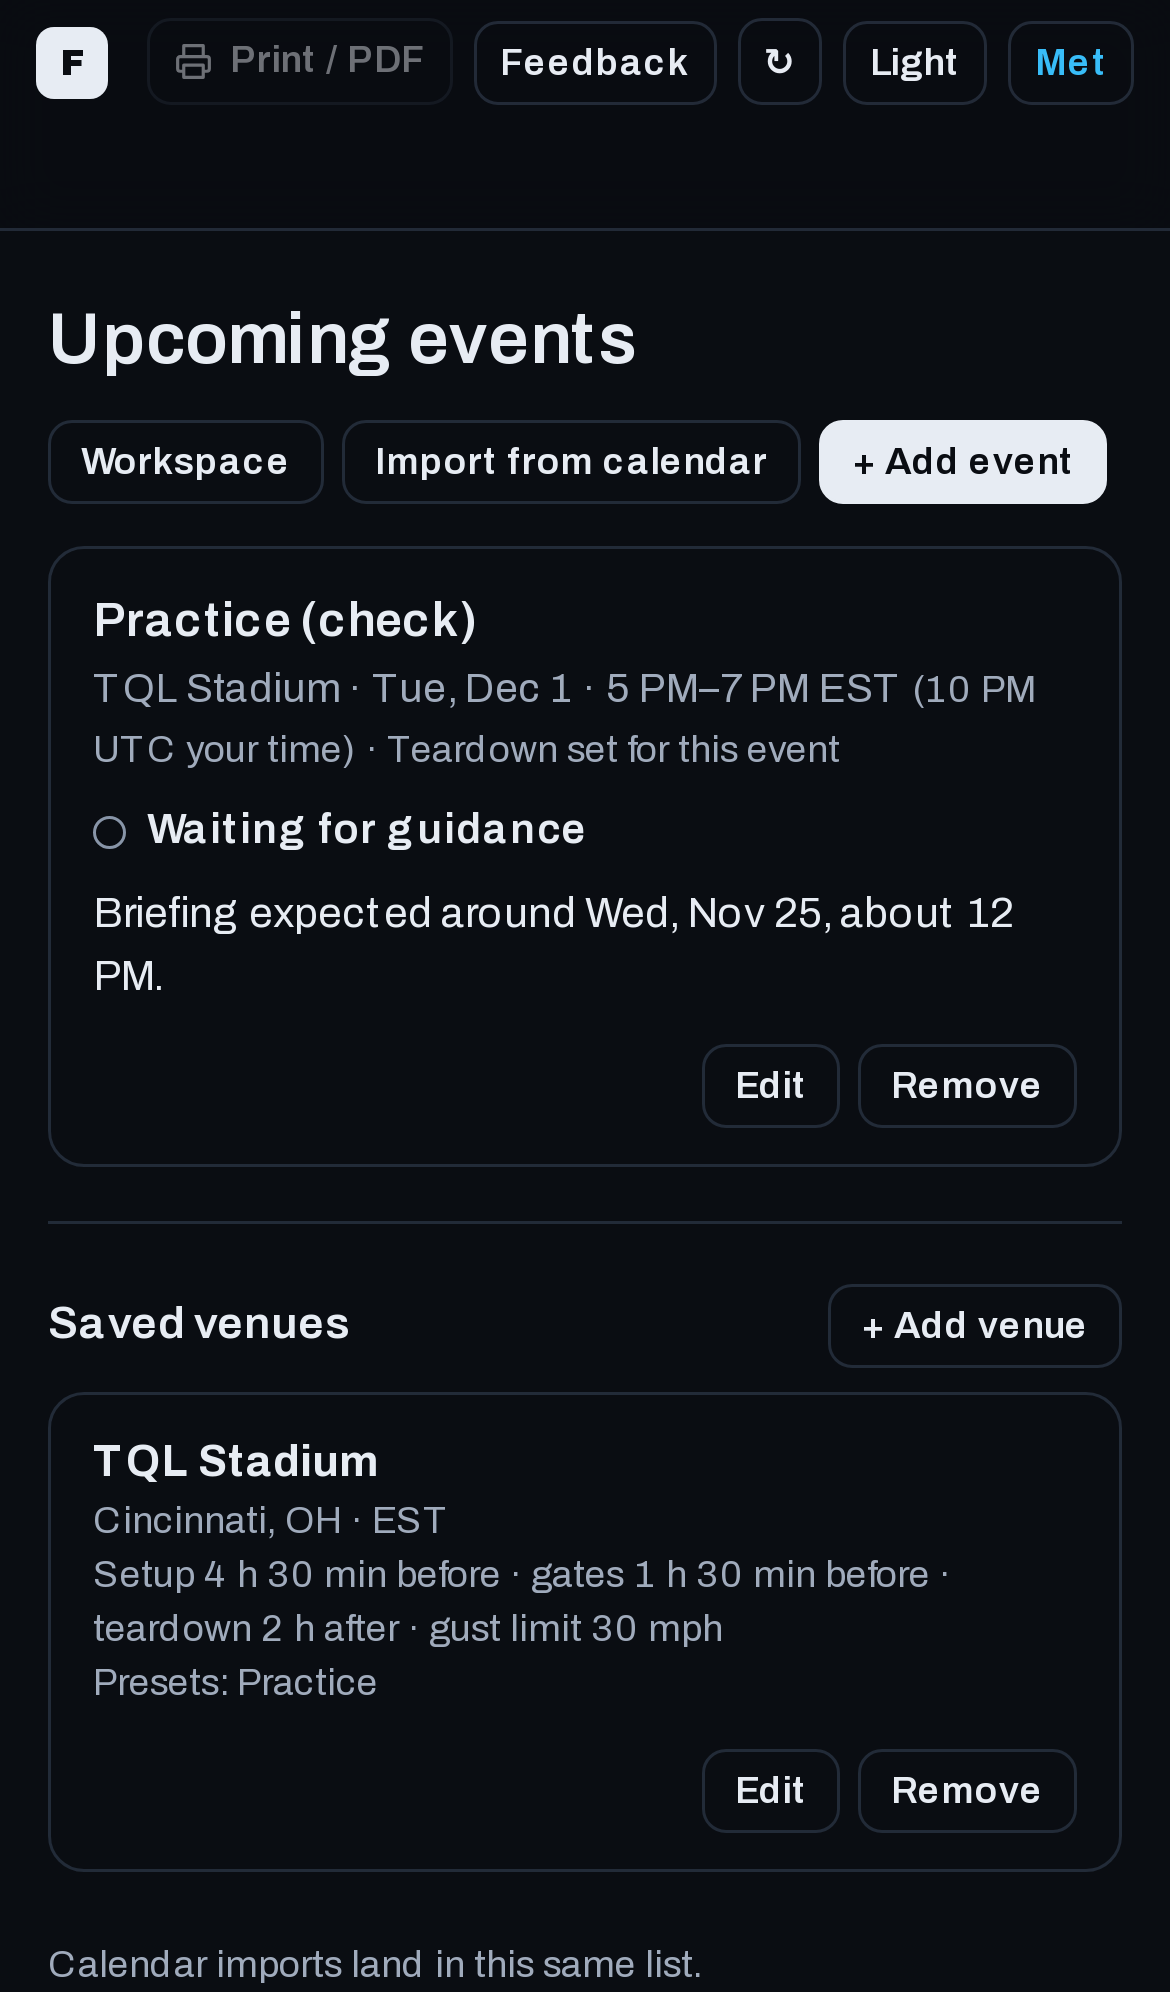 F
Print / PDF
Feedback
↻
Light
Met
Upcoming events
Workspace
Import from calendar
+ Add event
Practice (check)
TQL Stadium · Tue, Dec 1 · 5 PM–7 PM EST (10 PM
UTC your time) · Teardown set for this event
Waiting for guidance
Briefing expected around Wed, Nov 25, about 12
PM.
Edit
Remove
Saved venues
+ Add venue
TQL Stadium
Cincinnati, OH · EST
Setup 4 h 30 min before · gates 1 h 30 min before ·
teardown 2 h after · gust limit 30 mph
Presets: Practice
Edit
Remove
Calendar imports land in this same list.